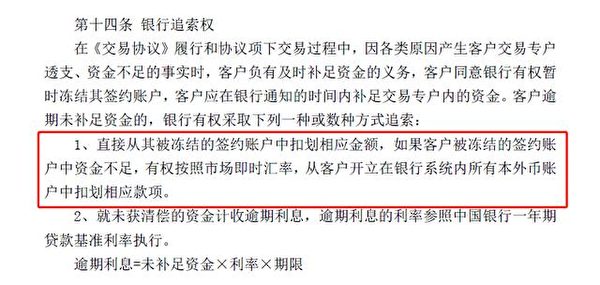 第十四条 银行追索权
在《交易协议》履行和协议项下交易过程中，因各类原因产生客户交易专户
透支、资金不足的事实时，客户负有及时补足资金的义务，客户同意银行有权暂
时冻结其签约账户，客户应在银行通知的时间内补足交易专户内的资金。客户逾
期未补足资金的，银行有权采取下列一种或数种方式追索：
1、直接从其被冻结的签约账户中扣划相应金额，如果客户被冻结的签约账
户中资金不足，有权按照市场即时汇率，从客户开立在银行系统内所有本外币账
户中扣划相应款项。
2、就未获清偿的资金计收逾期利息，逾期利息的利率参照中国银行一年期
贷款基准利率执行。
逾期利息=未补足资金×利率×期限